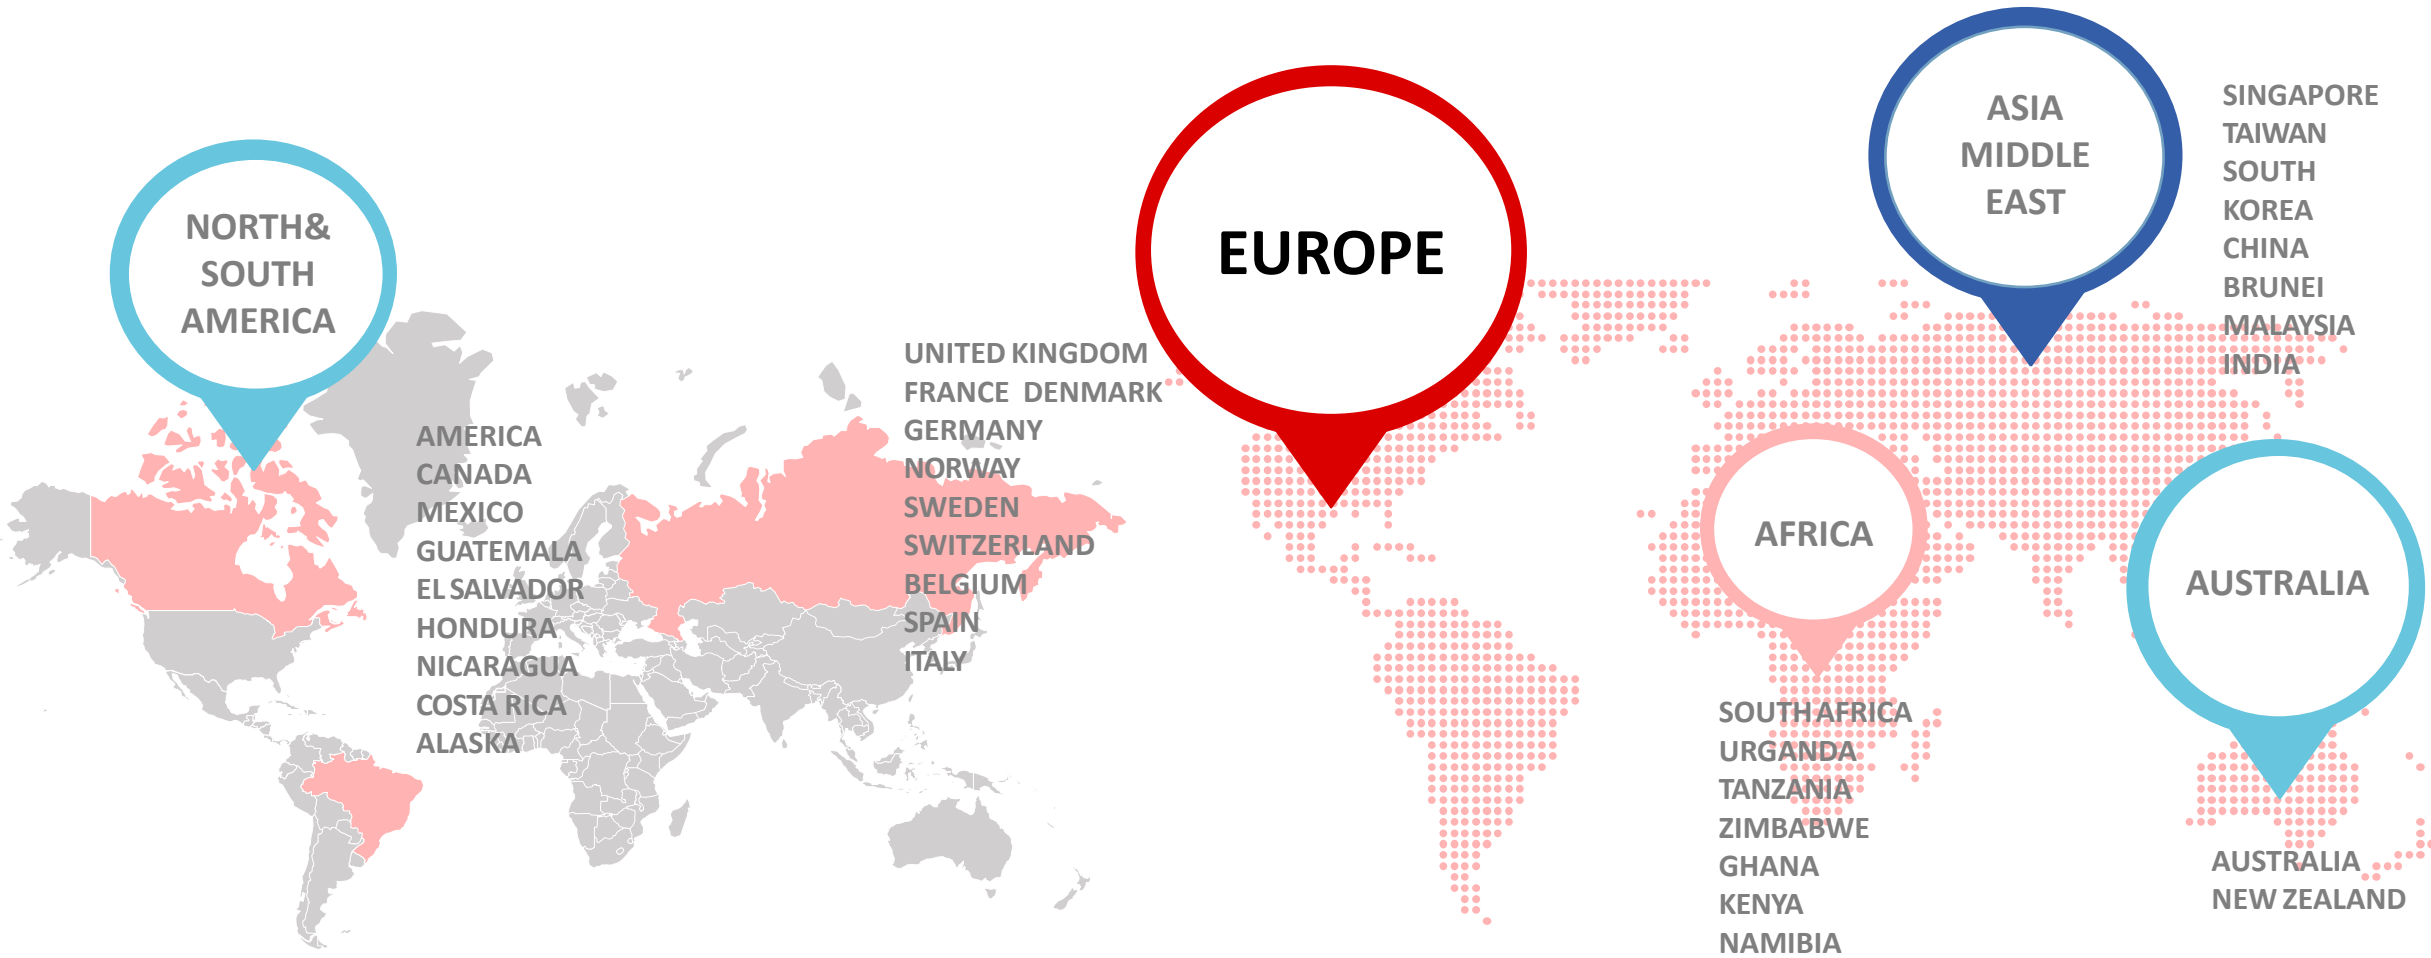 NORTH&
SOUTH
AMERICA
AMERICA
CANADA
MEXICO
GUATEMALA
EL SALVADOR
HONDURA
NICARAGUA
COSTA RICA
ALASKA
UNITED KINGDOM
FRANCE DENMARK
GERMANY
NORWAY
SWEDEN
SWITZERLAND
BELGIUM
SPAIN
ITALY
EUROPE
ASIA
MIDDLE
EAST
SINGAPORE
TAIWAN
SOUTH
KOREA
CHINA
BRUNEI
MALAYSIA
INDIA
AFRICA
SOUTH AFRICA
URGANDA
TANZANIA
ZIMBABWE
GHANA
KENYA
NAMIBIA
AUSTRALIA
AUSTRALIA
NEW ZEALAND